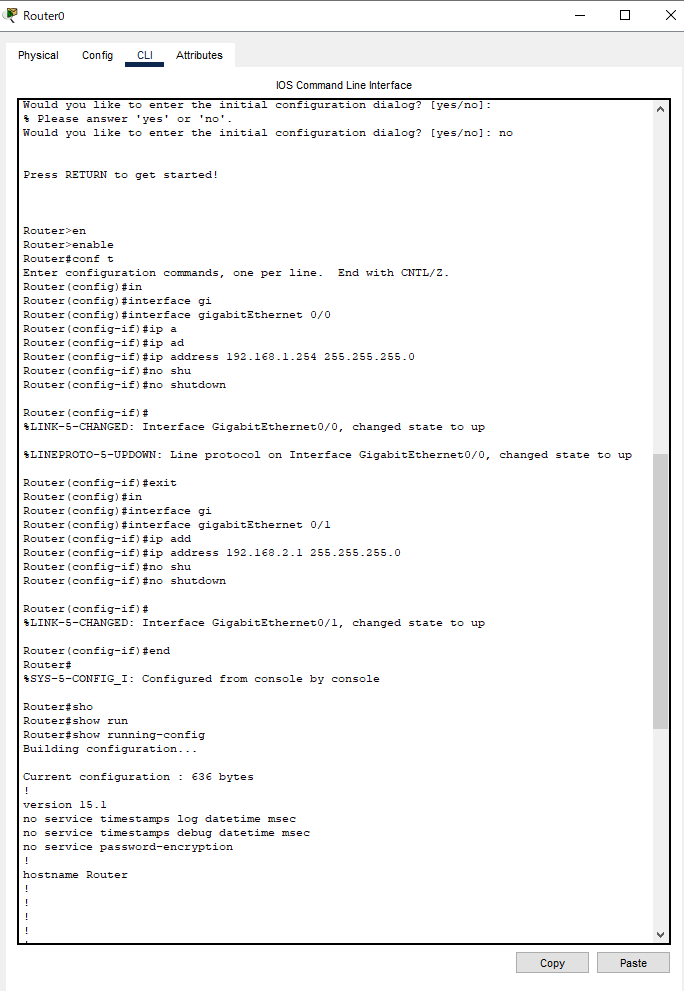 Router0
Physical Config CLI Attributes
IOS Command Line Interface
Would you like to enter the initial configuration dialog? [yes/no]:
% Please answer 'yes' or 'no'.
Would you like to enter the initial configuration dialog? [yes/no]: no
Press RETURN to get started!
Router>en
Router>enable
Router#conf t
Enter configuration commands, one per line.  End with CNTL/Z.
Router(config)#in
Router(config)#interface gi
Router(config)#interface gigabitEthernet 0/0
Router(config-if)#ip a
Router(config-if)#ip ad
Router(config-if)#ip address 192.168.1.254 255.255.255.0
Router(config-if)#no shu
Router(config-if)#no shutdown
Router(config-if)#
%LINK-5-CHANGED: Interface GigabitEthernet0/0, changed state to up
%LINEPROTO-5-UPDOWN: Line protocol on Interface GigabitEthernet0/0, changed state to up
Router(config-if)#exit
Router(config)#in
Router(config)#interface gi
Router(config)#interface gigabitEthernet 0/1
Router(config-if)#ip add
Router(config-if)#ip address 192.168.2.1 255.255.255.0
Router(config-if)#no shu
Router(config-if)#no shutdown
Router(config-if)#
%LINK-5-CHANGED: Interface GigabitEthernet0/1, changed state to up
Router(config-if)#end
Router#
%SYS-5-CONFIG_I: Configured from console by console
Router#sho
Router#show run
Router#show running-config
Building configuration...
Current configuration : 636 bytes
!
version 15.1
no service timestamps log datetime msec
no service timestamps debug datetime msec
no service password-encryption
!
hostname Router
!
!
!
!
!
Copy Paste